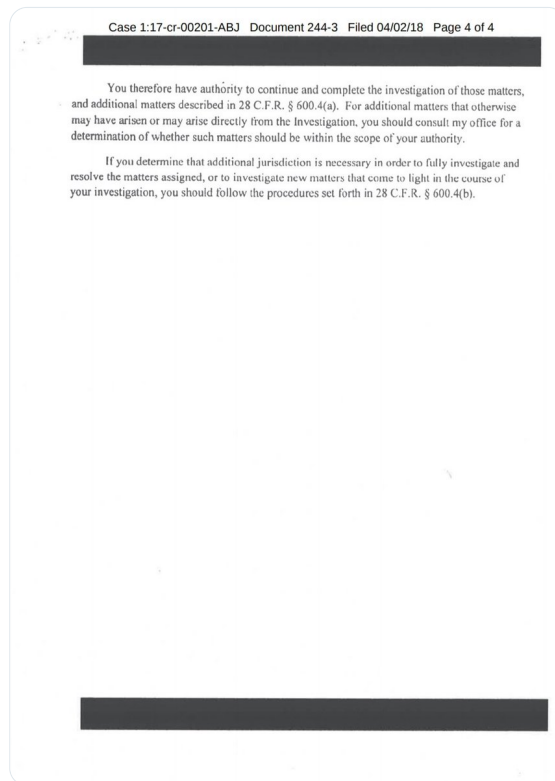 Case 1:17-cr-00201-ABJ Document 244-3 Filed 04/02/18 Page 4 of 4
You therefore have authority to continue and complete the investigation of those matters,
and additional matters described in 28 C.F.R. § 600.4(a). For additional matters that otherwise
may have arisen or may arise directly from the Investigation, you should consult my office for a
determination of whether such matters should be within the scope of your authority.
If you determine that additional jurisdiction is necessary in order to fully investigate and
resolve the matters assigned, or to investigate new matters that come to light in the course of
your investigation, you should follow the procedures set forth in 28 C.F.R. § 600.4(b).